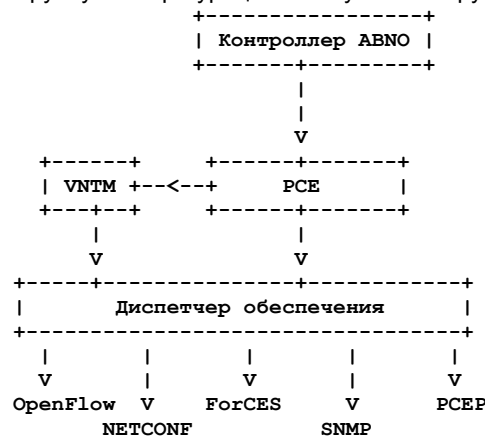 Контроллер ABNO
VNTM
PCE
Диспетчер обеспечения
OpenFlow
ForCES
PCEP
NETCONF
SNMP